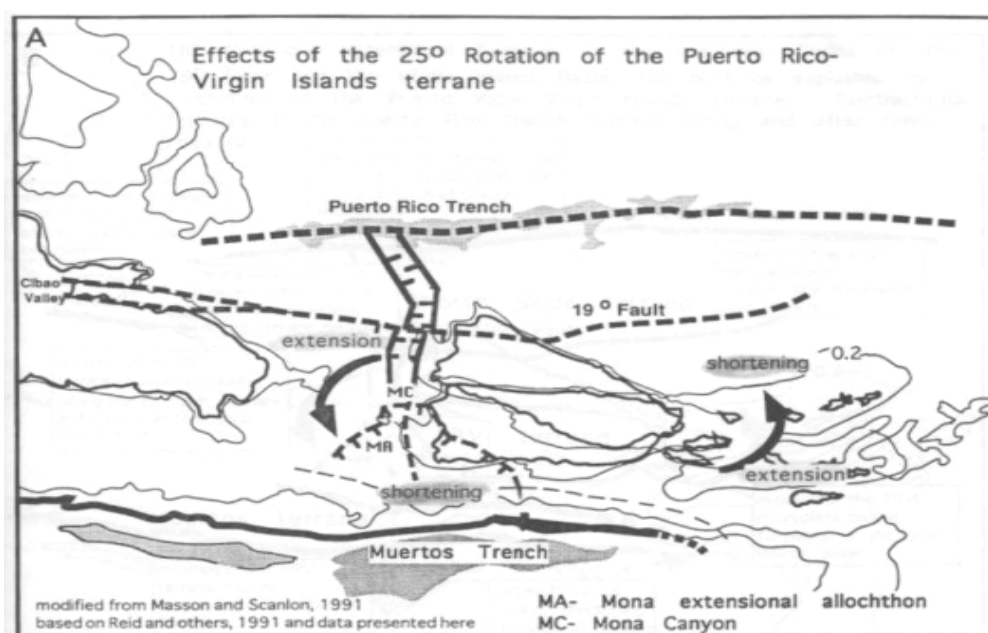 A
Effects of the 25º Rotation of the Puerto Rico-
Virgin Islands terrane
Puerto Rico Trench
Cibao
Valley
19 º Fault
extension
shortening
0.2
MC
MA
extension
shortening
Muertos Trench
modified from Masson and Scanlon, 1991
based on Reid and others, 1991 and data presented here
MA- Mona extensional allochthon
MC- Mona Canyon